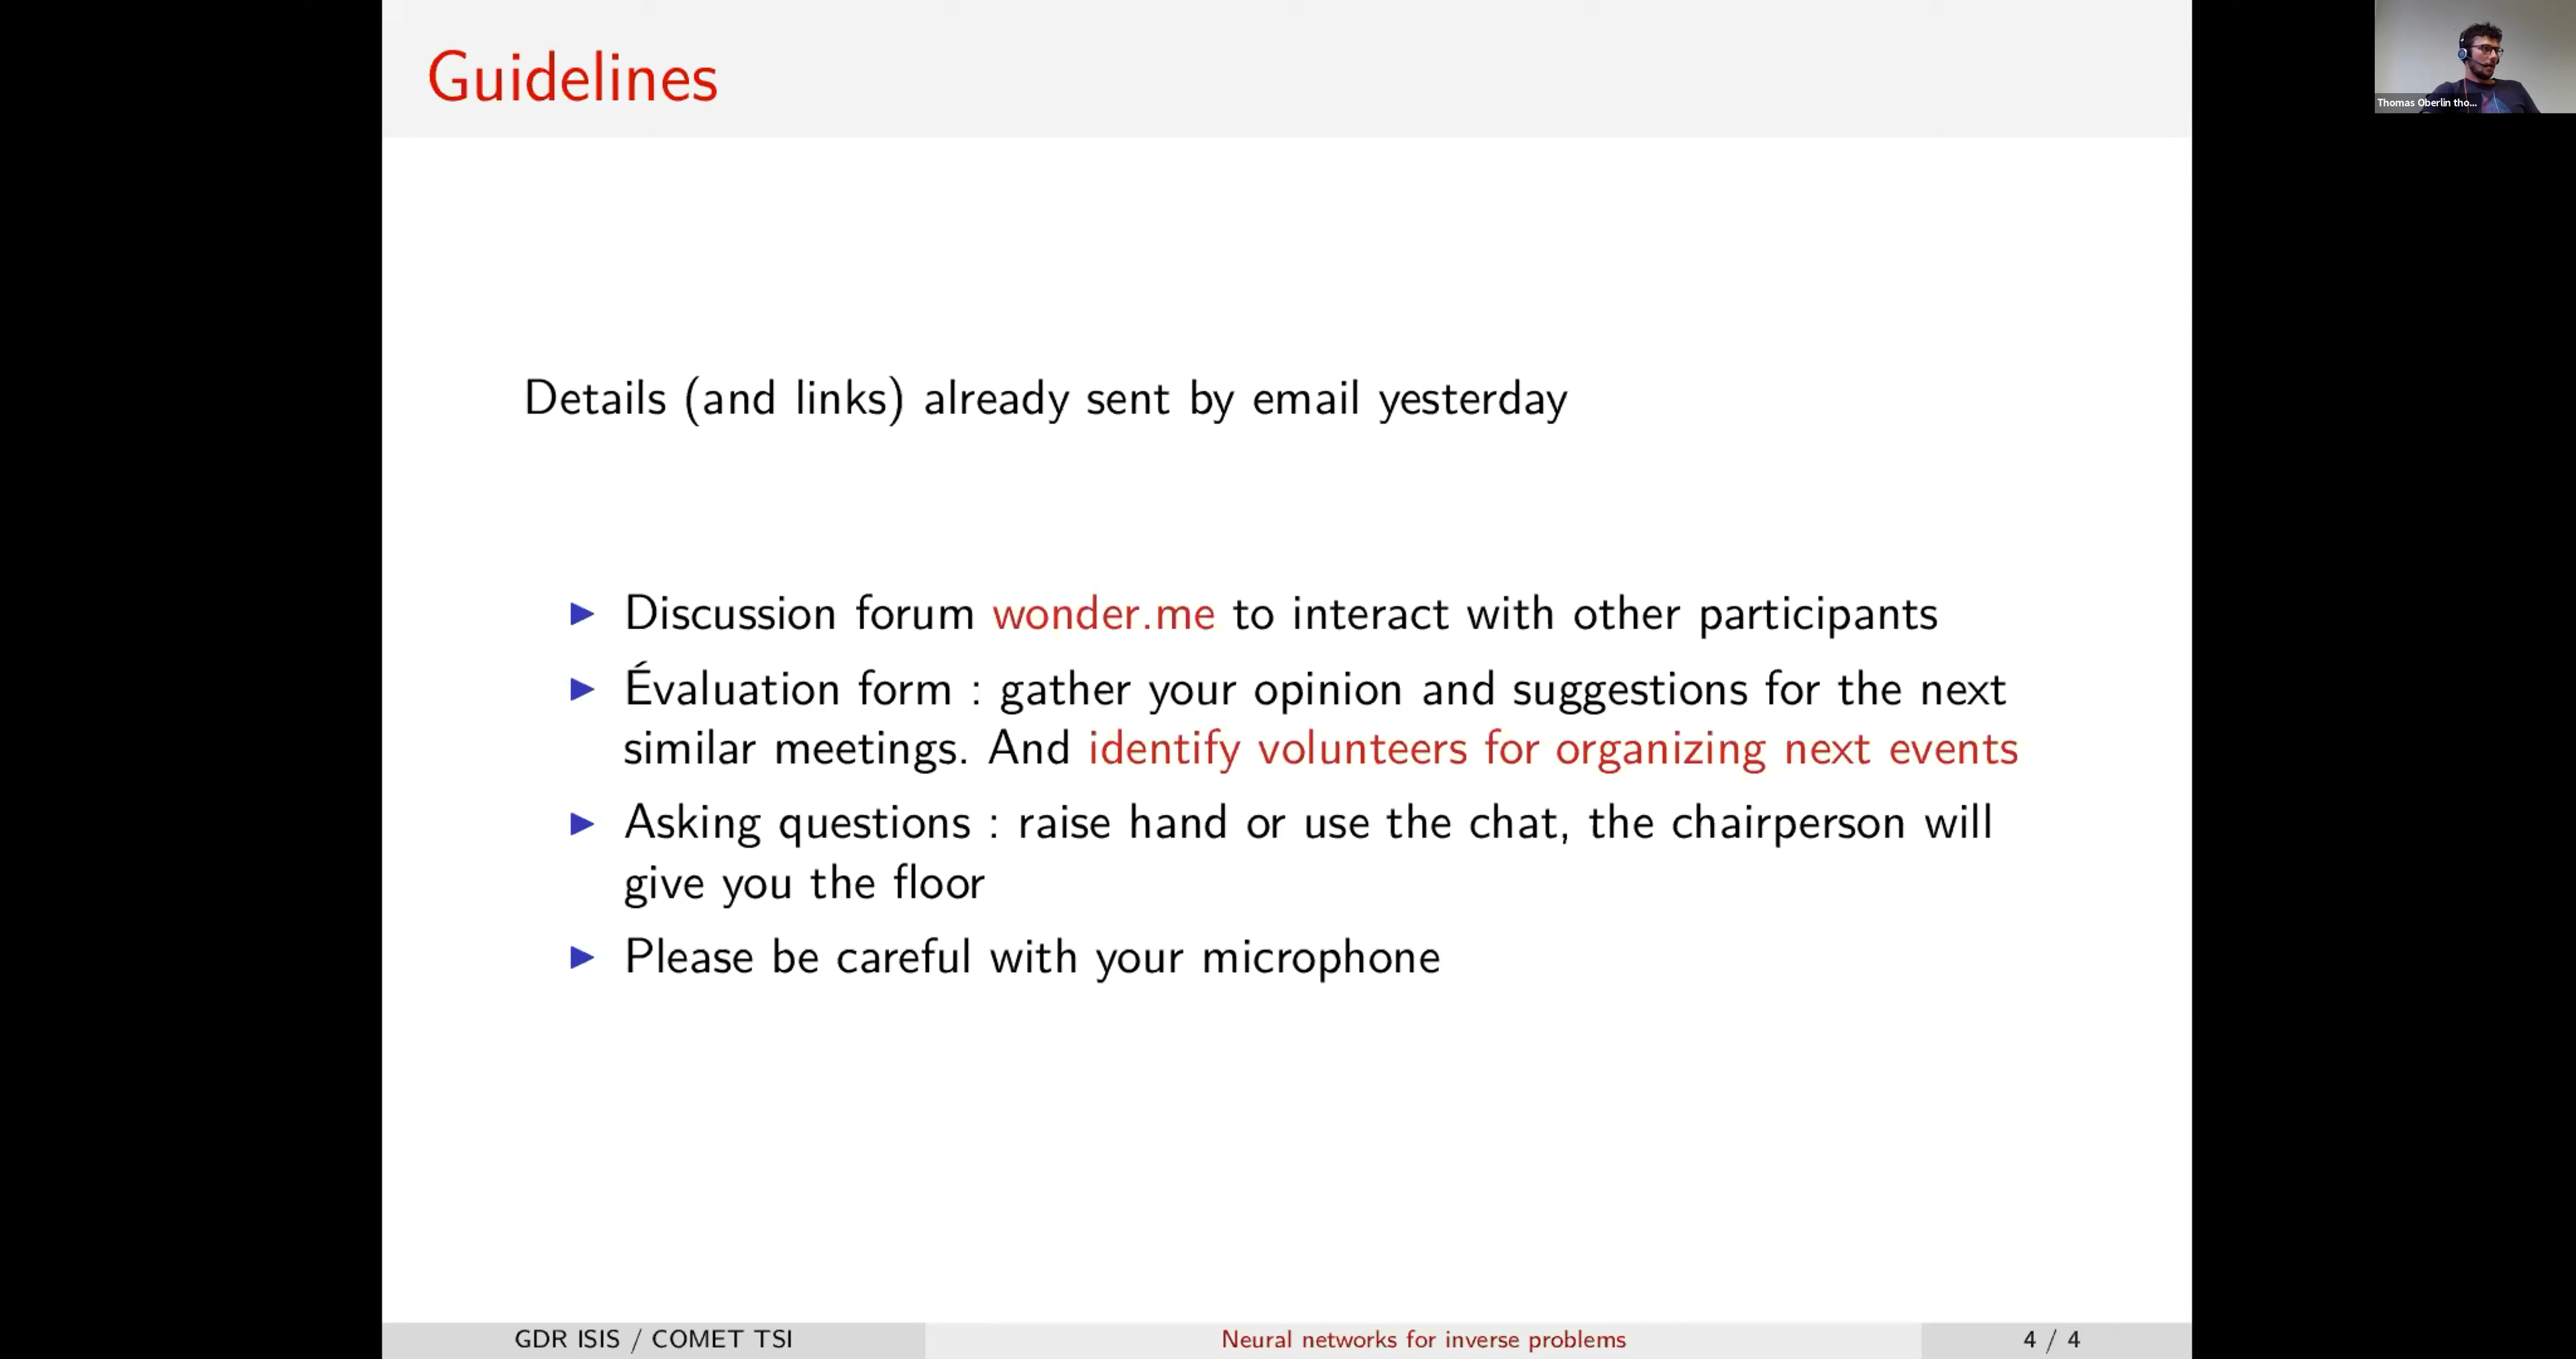 Guidelines
Thomas Oberlin tho...
Details (and links) already sent by email yesterday
▶ Discussion forum wonder.me to interact with other participants
▶ Évaluation form : gather your opinion and suggestions for the next
similar meetings. And identify volunteers for organizing next events
▶ Asking questions : raise hand or use the chat, the chairperson will
give you the floor
▶ Please be careful with your microphone
GDR ISIS / COMET TSI
Neural networks for inverse problems
4 / 4